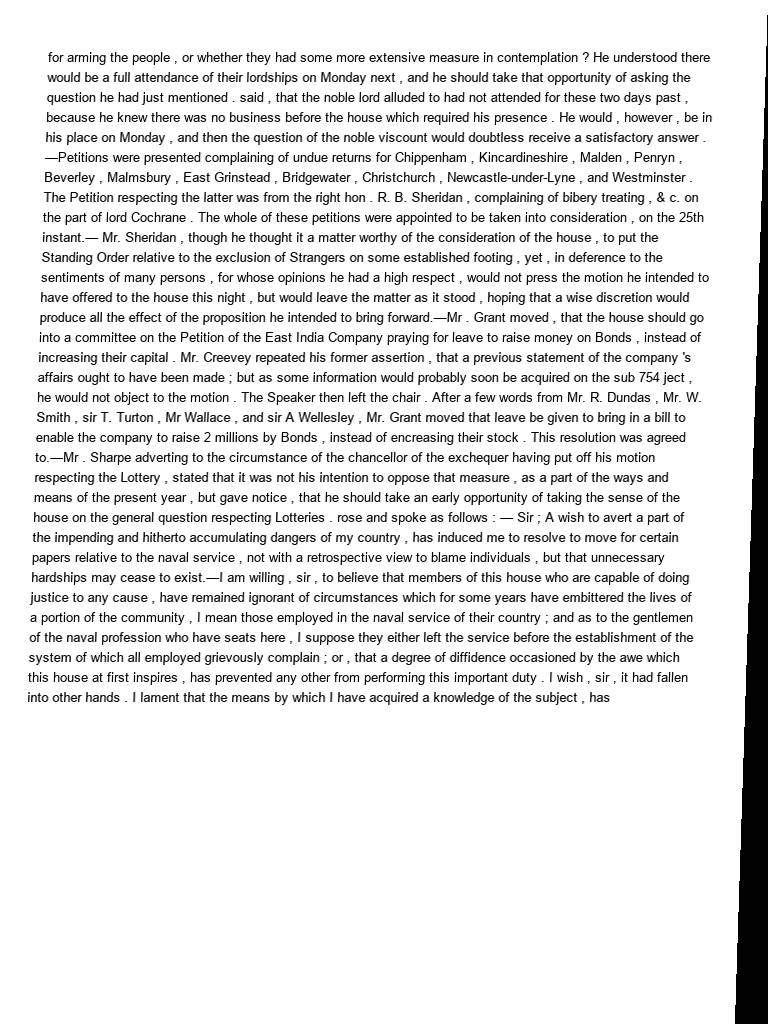 for arming the people , or whether they had some more extensive measure in contemplation ? He understood there
would be a full attendance of their lordships on Monday next , and he should take that opportunity of asking the
question he had just mentioned . said , that the noble lord alluded to had not attended for these two days past ,
because he knew there was no business before the house which required his presence . He would , however , be in
his place on Monday , and then the question of the noble viscount would doubtless receive a satisfactory answer .
—Petitions were presented complaining of undue returns for Chippenham , Kincardineshire , Malden , Penryn ,
Beverley , Malmsbury , East Grinstead , Bridgewater , Christchurch , Newcastle-under-Lyne , and Westminster .
The Petition respecting the latter was from the right hon . R. B. Sheridan , complaining of bibery treating , & c. on
the part of lord Cochrane . The whole of these petitions were appointed to be taken into consideration , on the 25th
instant.— Mr. Sheridan , though he thought it a matter worthy of the consideration of the house , to put the
Standing Order relative to the exclusion of Strangers on some established footing , yet , in deference to the
sentiments of many persons , for whose opinions he had a high respect , would not press the motion he intended to
have offered to the house this night , but would leave the matter as it stood , hoping that a wise discretion would
produce all the effect of the proposition he intended to bring forward.—Mr . Grant moved , that the house should go
into a committee on the Petition of the East India Company praying for leave to raise money on Bonds , instead of
increasing their capital . Mr. Creevey repeated his former assertion , that a previous statement of the company 's
affairs ought to have been made ; but as some information would probably soon be acquired on the sub 754 ject ,
he would not object to the motion . The Speaker then left the chair . After a few words from Mr. R. Dundas , Mr. W.
Smith , sir T. Turton , Mr Wallace , and sir A Wellesley , Mr. Grant moved that leave be given to bring in a bill to
enable the company to raise 2 millions by Bonds , instead of encreasing their stock . This resolution was agreed
to.—Mr . Sharpe adverting to the circumstance of the chancellor of the exchequer having put off his motion
respecting the Lottery , stated that it was not his intention to oppose that measure , as a part of the ways and
means of the present year , but gave notice , that he should take an early opportunity of taking the sense of the
house on the general question respecting Lotteries . rose and spoke as follows : — Sir ; A wish to avert a part of
the impending and hitherto accumulating dangers of my country , has induced me to resolve to move for certain
papers relative to the naval service , not with a retrospective view to blame individuals , but that unnecessary
hardships may cease to exist.—I am willing , sir , to believe that members of this house who are capable of doing
justice to any cause , have remained ignorant of circumstances which for some years have embittered the lives of
a portion of the community , I mean those employed in the naval service of their country ; and as to the gentlemen
of the naval profession who have seats here , I suppose they either left the service before the establishment of the
system of which all employed grievously complain ; or , that a degree of diffidence occasioned by the awe which
this house at first inspires , has prevented any other from performing this important duty . I wish , sir , it had fallen
into other hands . I lament that the means by which I have acquired a knowledge of the subject , has